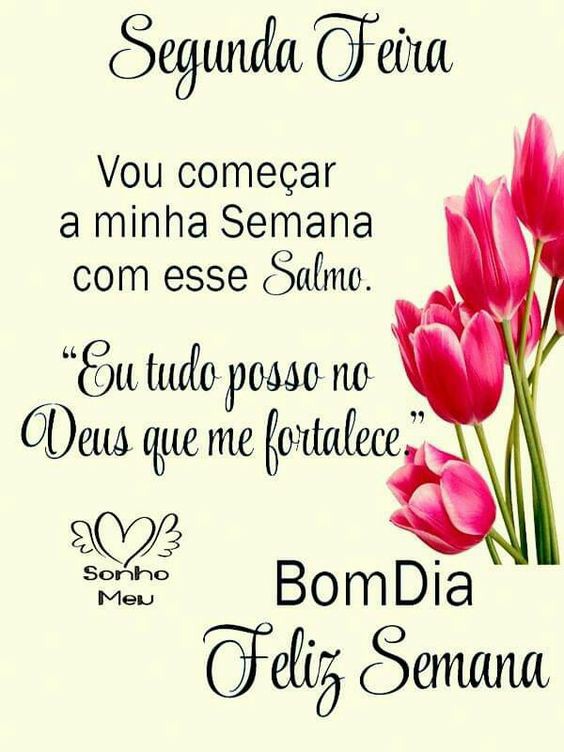 Segunda Feira
Vou começar
a minha Semana
com esse Salmo.
“Eu tudo posso no
Deus que me fortalece.”
Sonho
Meu
BomDia
Feliz Semana